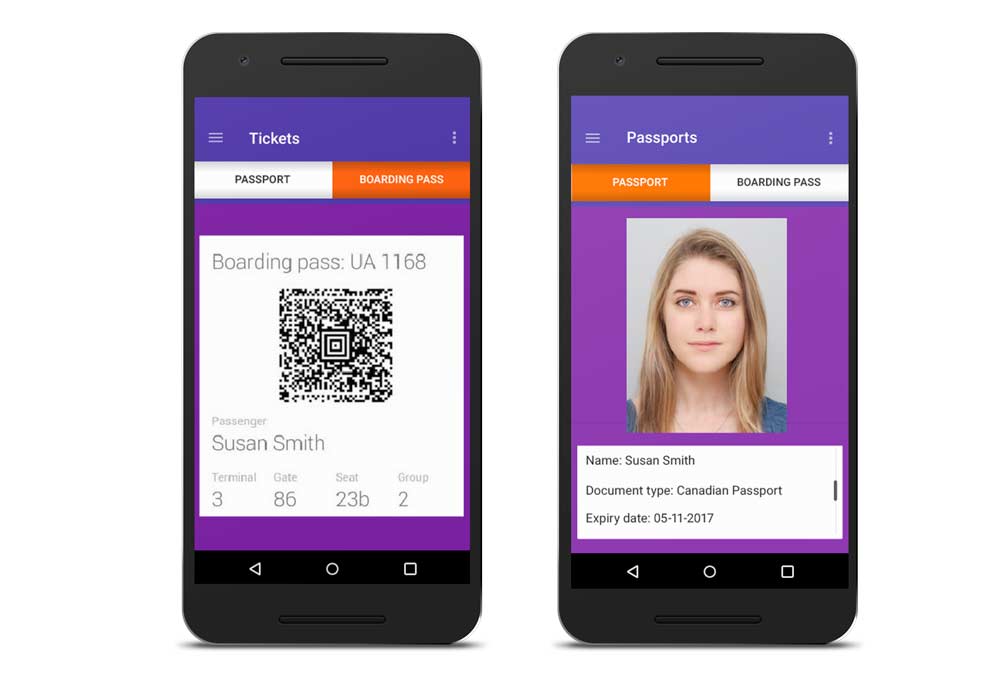 Tickets
PASSPORT BOARDING PASS
Boarding pass: UA 1168
Passenger
Susan Smith
Terminal Gate Seat Group
3 86 23b 2
Passports
PASSPORT BOARDING PASS
Name: Susan Smith
Document type: Canadian Passport
Expiry date: 05-11-2017